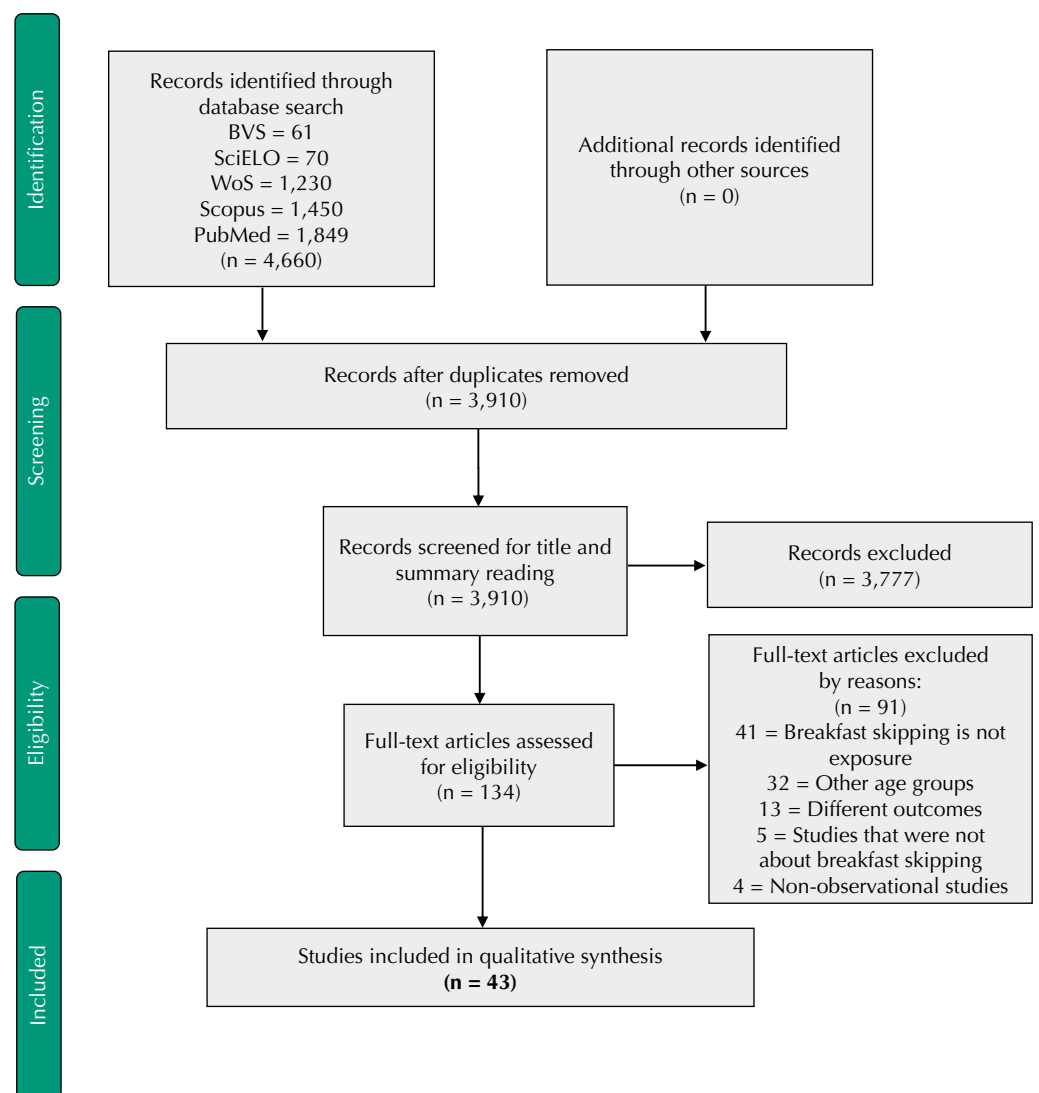 Identification
Records identified through
database search
BVS = 61
SciELO = 70
WoS = 1,230
Scopus = 1,450
PubMed = 1,849
(n = 4,660)
Additional records identified
through other sources
(n = 0)
Screening
Records after duplicates removed
(n = 3,910)
Records screened for title and
summary reading
(n = 3,910)
Records excluded
(n = 3,777)
Eligibility
Full-text articles assessed
for eligibility
(n = 134)
Full-text articles excluded
by reasons:
(n = 91)
41 = Breakfast skipping is not
exposure
32 = Other age groups
13 = Different outcomes
5 = Studies that were not
about breakfast skipping
4 = Non-observational studies
Included
Studies included in qualitative synthesis
(n = 43)